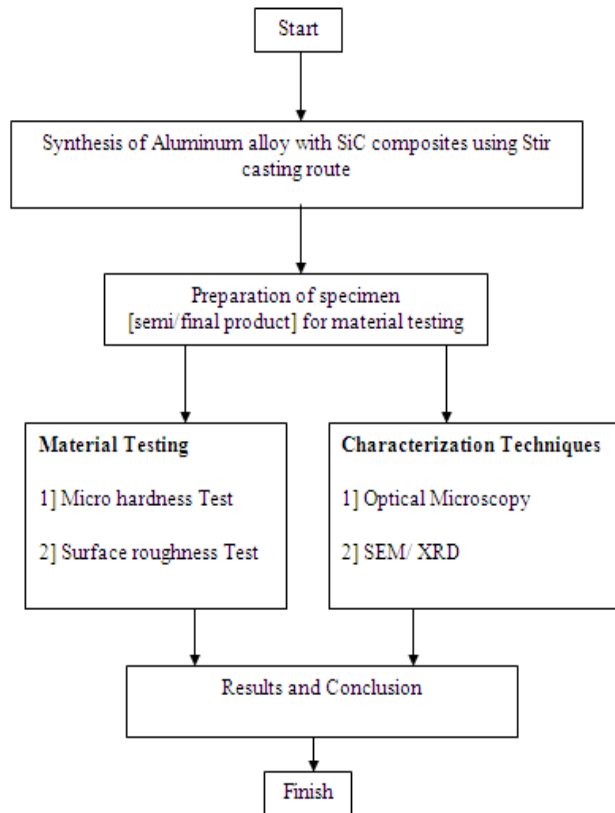 Start
Synthesis of Aluminum alloy with SiC composites using Stir
casting route
Preparation of specimen
[semi/final product] for material testing
Material Testing
1] Micro hardness Test
2] Surface roughness Test
Characterization Techniques
1] Optical Microscopy
2] SEM/ XRD
Results and Conclusion
Finish